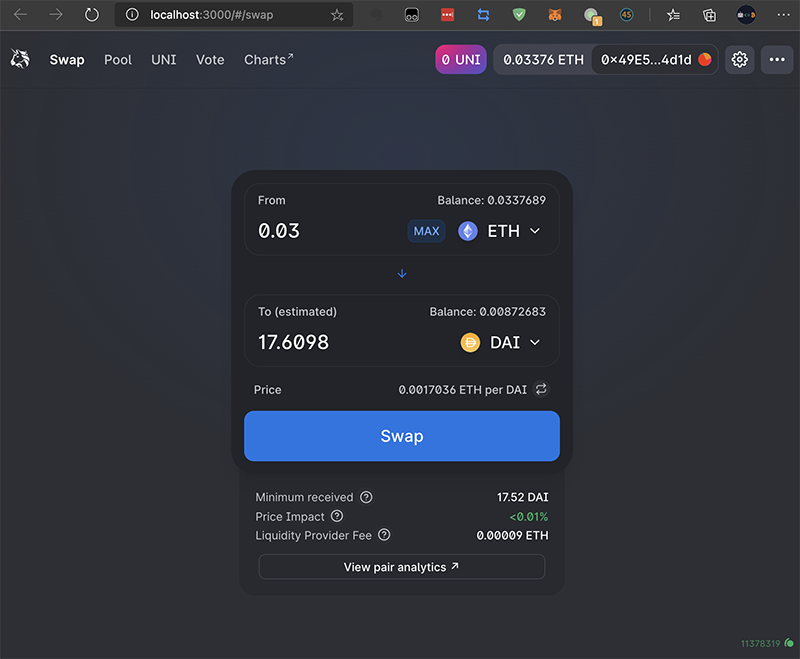 localhost:3000/#/swap
45
Swap Pool UNI Vote Charts↗ 0 UNI 0.03376 ETH 0x49E5...4d1d
From Balance: 0.0337689
0.03 MAX ETH
To (estimated) Balance: 0.00872683
17.6098 DAI
Price 0.0017036 ETH per DAI
Swap
Minimum received ? 17.52 DAI
Price Impact ? <0.01%
Liquidity Provider Fee ? 0.00009 ETH
View pair analytics ↗
11378319